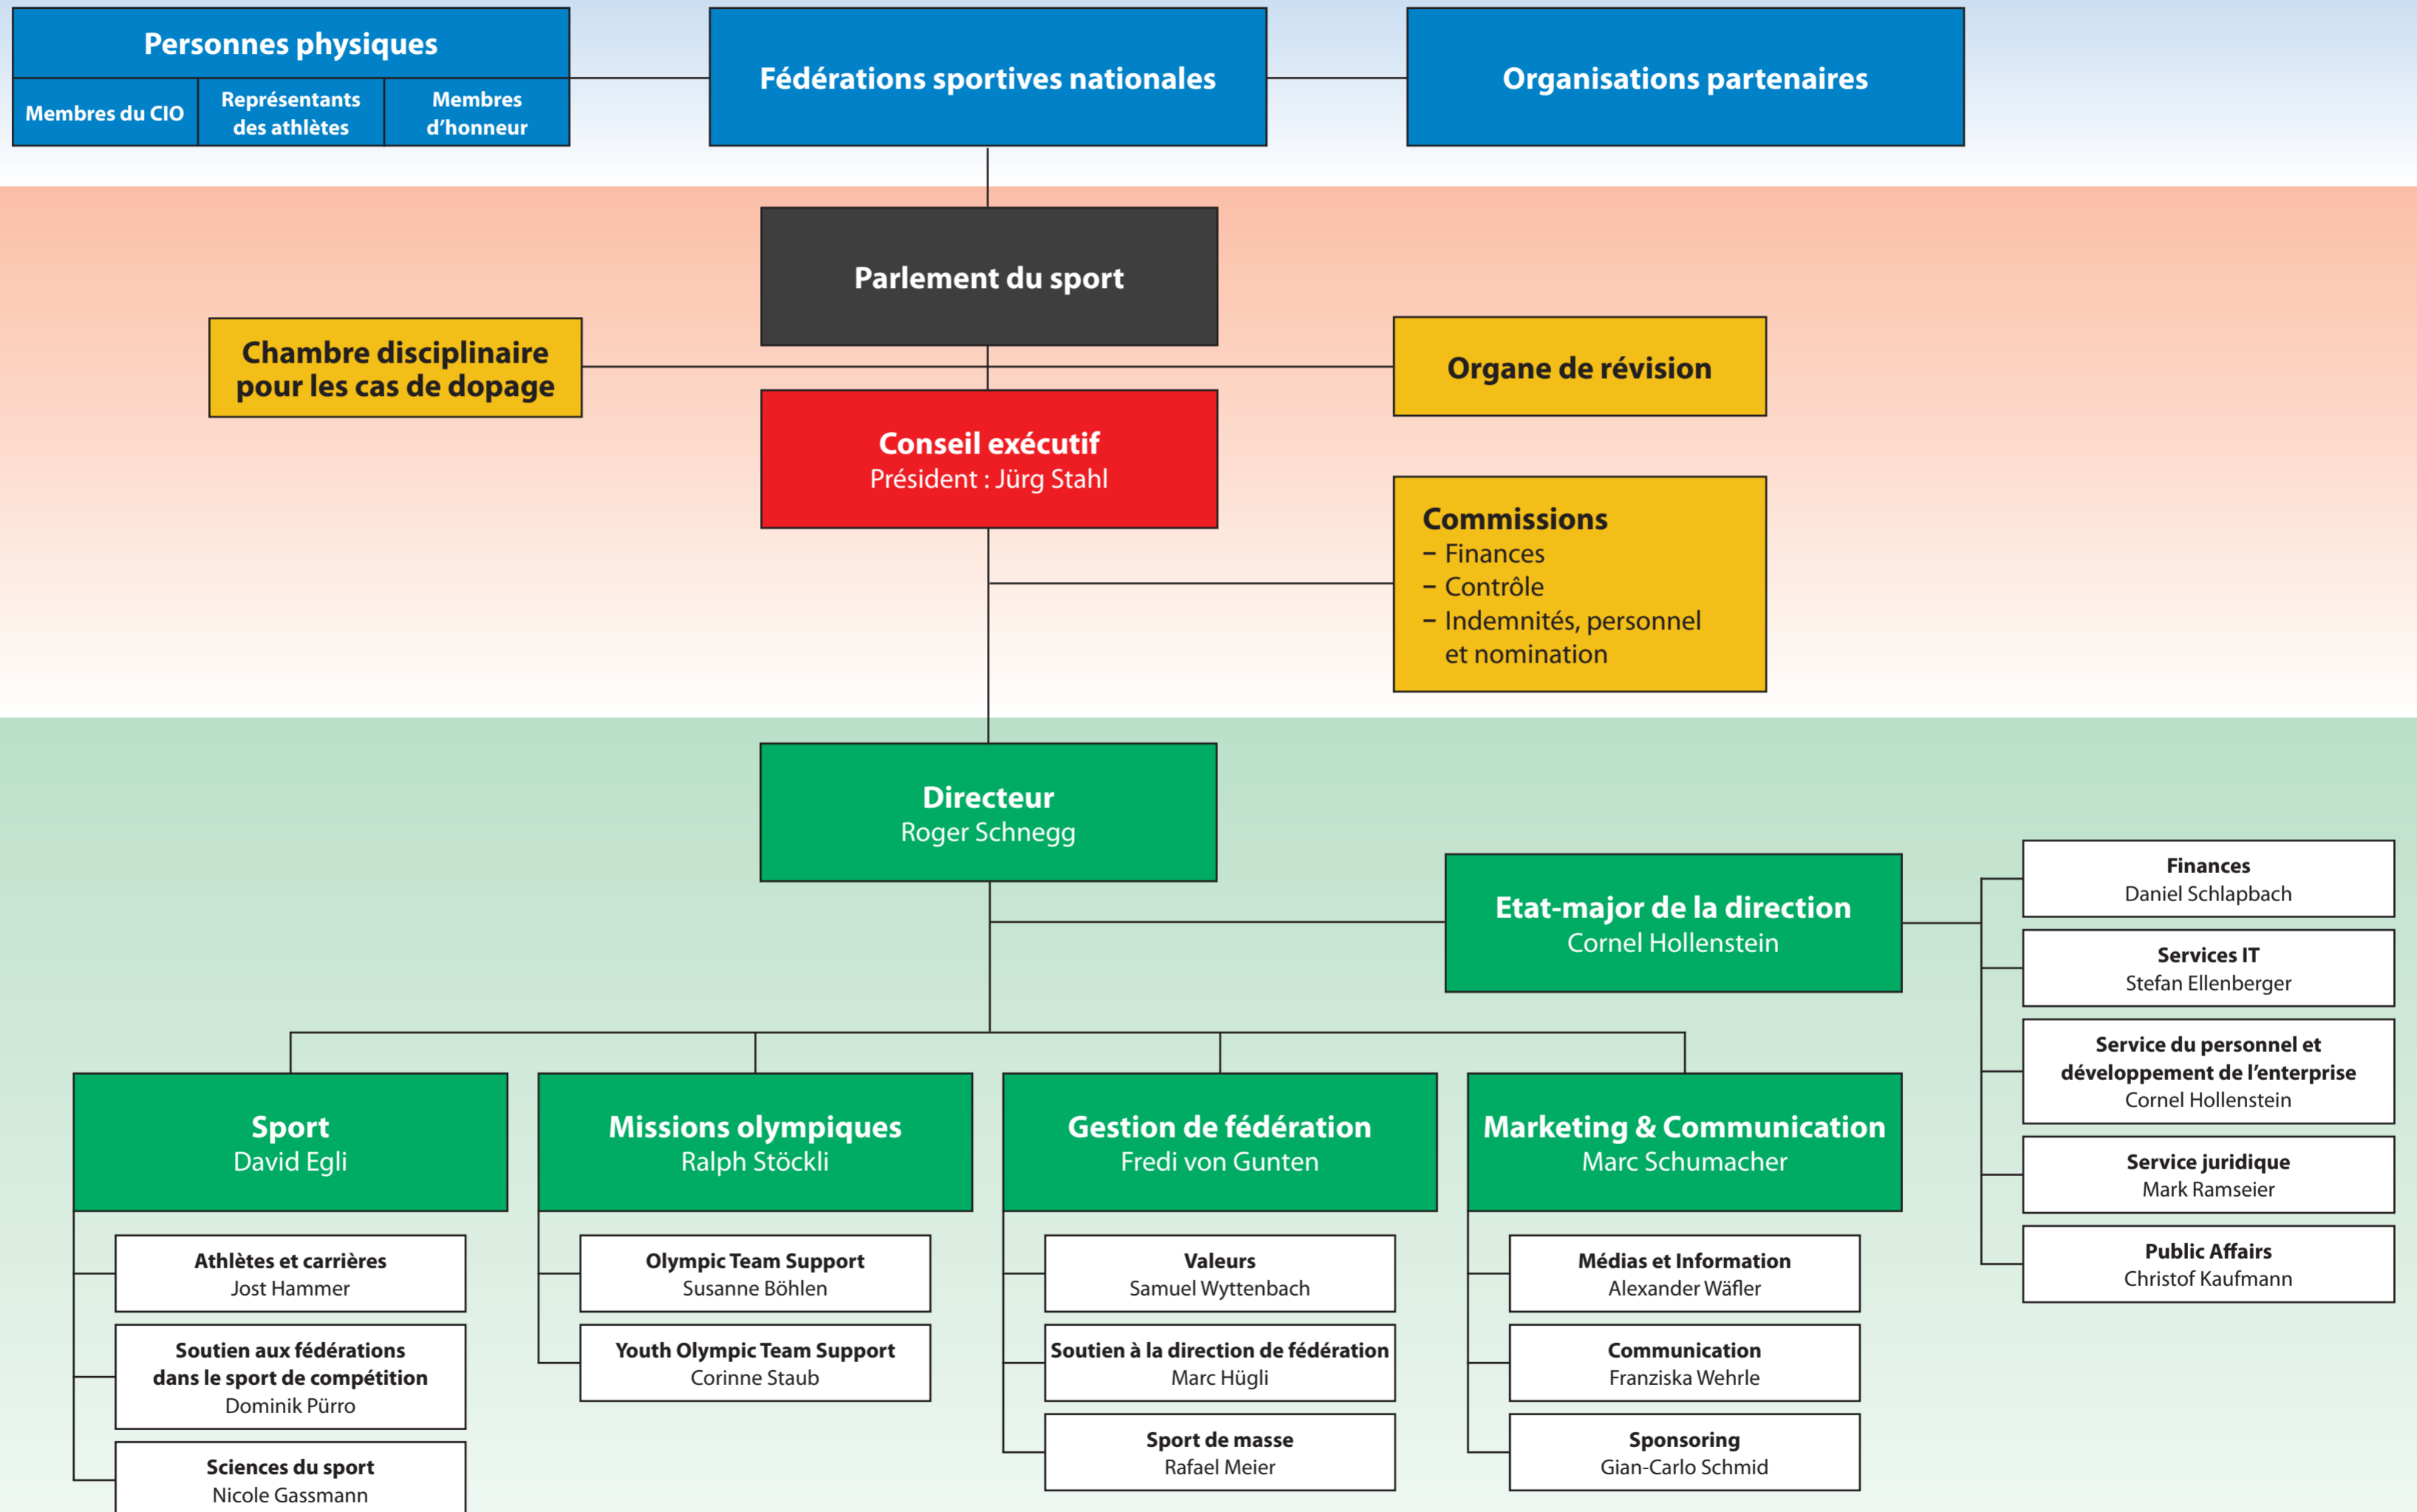 Personnes physiques
Membres du CIO
Représentants
des athlètes
Membres
d’honneur
Fédérations sportives nationales
Organisations partenaires
Parlement du sport
Chambre disciplinaire
pour les cas de dopage
Organe de révision
Conseil exécutif
Président : Jürg Stahl
Commissions
– Finances
– Contrôle
– Indemnités, personnel
et nomination
Directeur
Roger Schnegg
Etat-major de la direction
Cornel Hollenstein
Finances
Daniel Schlapbach
Services IT
Stefan Ellenberger
Service du personnel et
développement de l’enterprise
Cornel Hollenstein
Service juridique
Mark Ramseier
Public Affairs
Christof Kaufmann
Sport
David Egli
Athlètes et carrières
Jost Hammer
Soutien aux fédérations
dans le sport de compétition
Dominik Pürro
Sciences du sport
Nicole Gassmann
Missions olympiques
Ralph Stöckli
Olympic Team Support
Susanne Böhlen
Youth Olympic Team Support
Corinne Staub
Gestion de fédération
Fredi von Gunten
Valeurs
Samuel Wyttenbach
Soutien à la direction de fédération
Marc Hügli
Sport de masse
Rafael Meier
Marketing & Communication
Marc Schumacher
Médias et Information
Alexander Wäfler
Communication
Franziska Wehrle
Sponsoring
Gian-Carlo Schmid